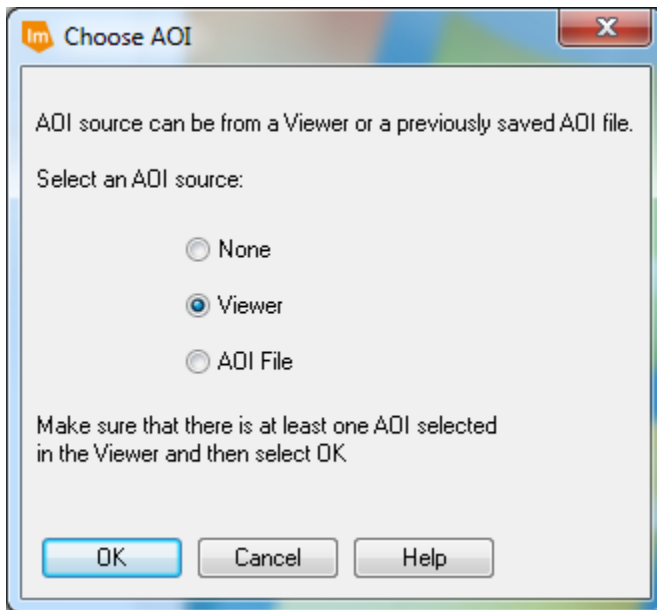 Im Choose AOI
X
AOI source can be from a Viewer or a previously saved AOI file.
Select an AOI source:
None
Viewer
AOI File
Make sure that there is at least one AOI selected
in the Viewer and then select OK
OK Cancel Help